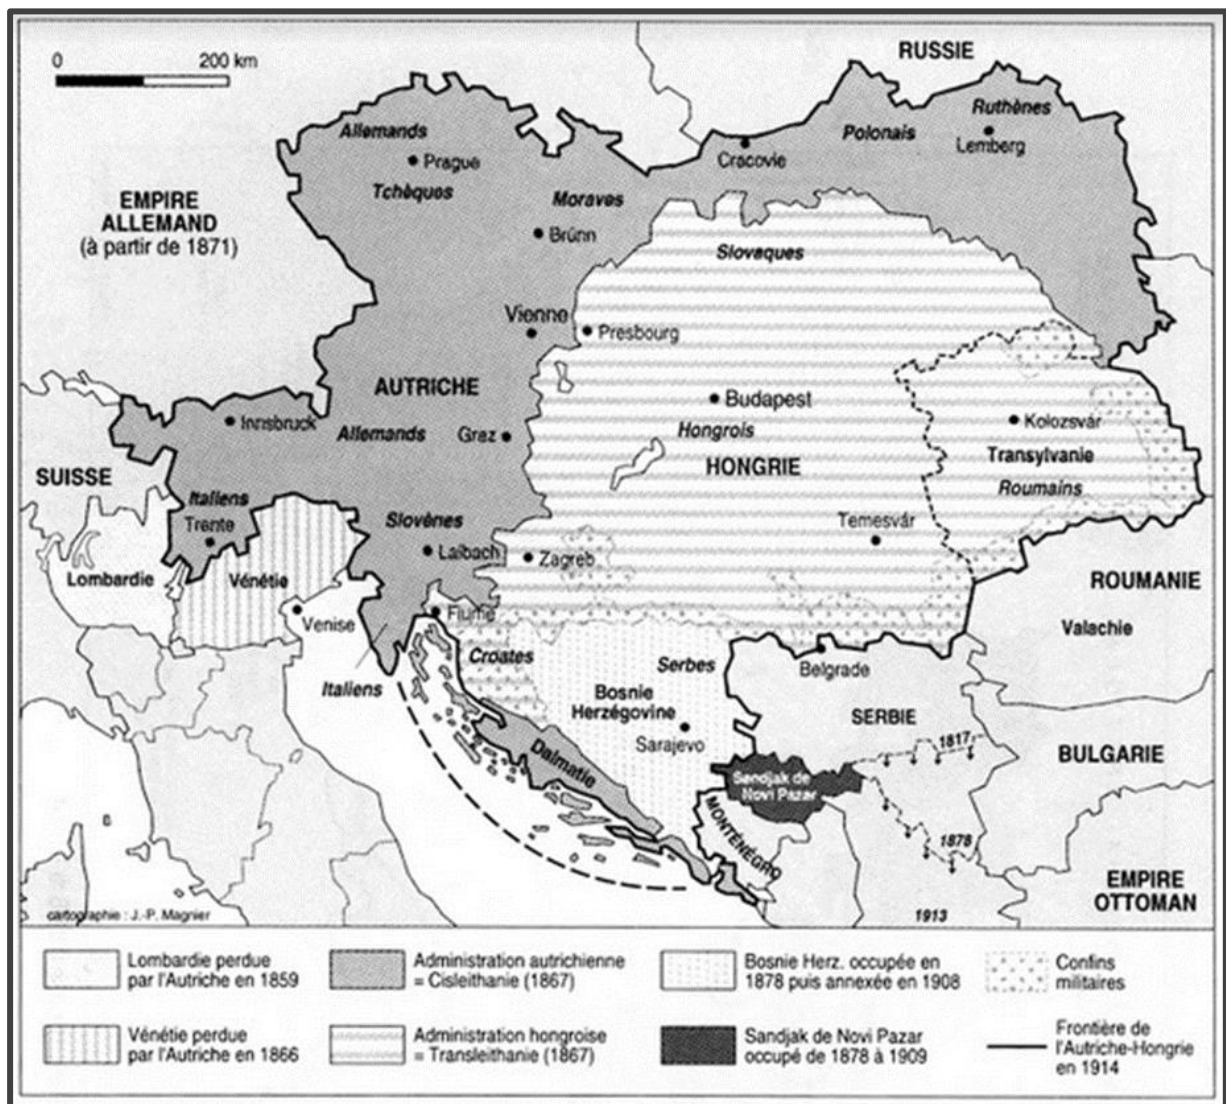 0 200 km
RUSSIE
Allemands
Prague
Tchèques
Moraves
Brünn
Cracovie
Polonais
Ruthènes
Lemberg
EMPIRE
ALLEMAND
(à partir de 1871)
Slovaques
Vienne
Presbourg
AUTRICHE
Innsbruck
Allemands
Graz
Budapest
Hongrois
HONGRIE
Kolozsvár
Transylvanie
Roumains
SUISSE
Italiens
Trente
Slovènes
Laibach
Zagreb
Temesvár
Lombardie
Vénétie
Venise
Fiume
ROUMANIE
Valachie
Italiens
Croates
Serbes
Belgrade
Bosnie
Herzégovine
Sarajevo
SERBIE
1817
BULGARIE
Dalmatie
Sandjak de
Novi Pazar
MONTÉNÉGRO
1878
EMPIRE
OTTOMAN
1913
cartographie : J.-P. Magnier
Lombardie perdue
par l'Autriche en 1859
Administration autrichienne
= Cisleithanie (1867)
Bosnie Herz. occupée en
1878 puis annexée en 1908
Confins
militaires
Vénétie perdue
par l'Autriche en 1866
Administration hongroise
= Transleithanie (1867)
Sandjak de Novi Pazar
occupé de 1878 à 1909
Frontière de
l'Autriche-Hongrie
en 1914